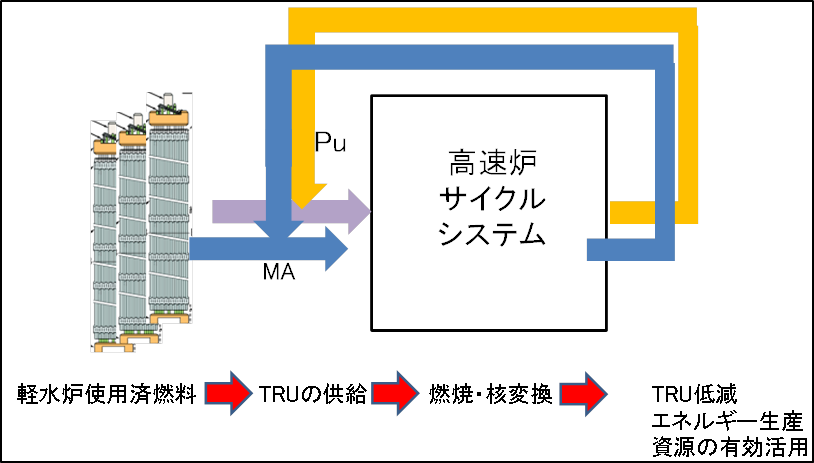 Pu
高速炉
サイクル
システム
MA
軽水炉使用済燃料
TRUの供給
燃焼・核変換
TRU低減
エネルギー生産
資源の有効活用